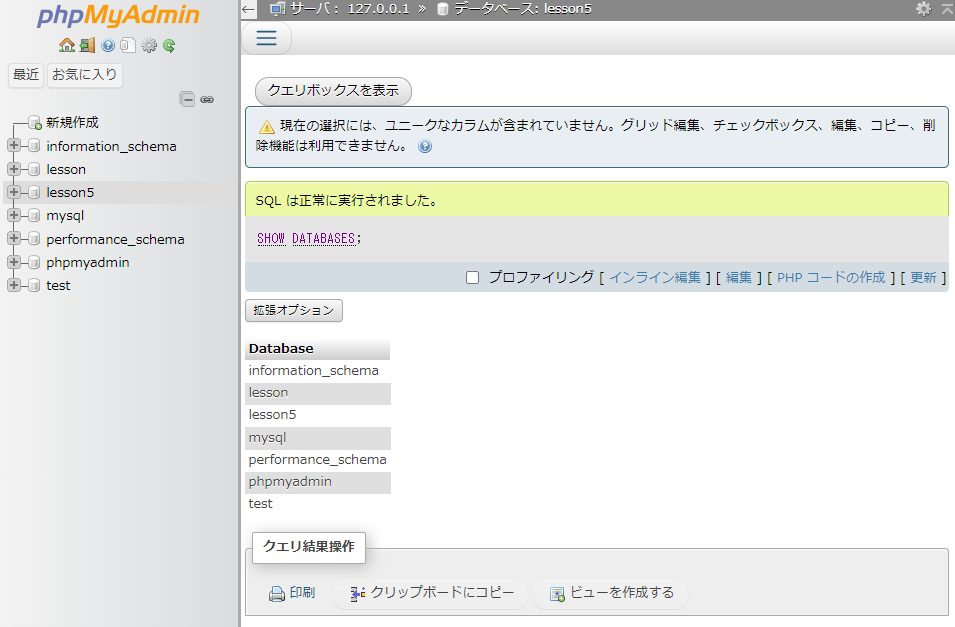 phpMyAdmin
最近 お気に入り
新規作成
information_schema
lesson
lesson5
mysql
performance_schema
phpmyadmin
test
サーバ: 127.0.0.1 » データベース: lesson5
クエリボックスを表示
現在の選択には、ユニークなカラムが含まれていません。グリッド編集、チェックボックス、編集、コピー、削
除機能は利用できません。
SQL は正常に実行されました。
SHOW DATABASES;
プロファイリング [ インライン編集 ] [ 編集 ] [ PHP コードの作成 ] [ 更新 ]
拡張オプション
Database
information_schema
lesson
lesson5
mysql
performance_schema
phpmyadmin
test
クエリ結果操作
印刷 クリップボードにコピー ビューを作成する